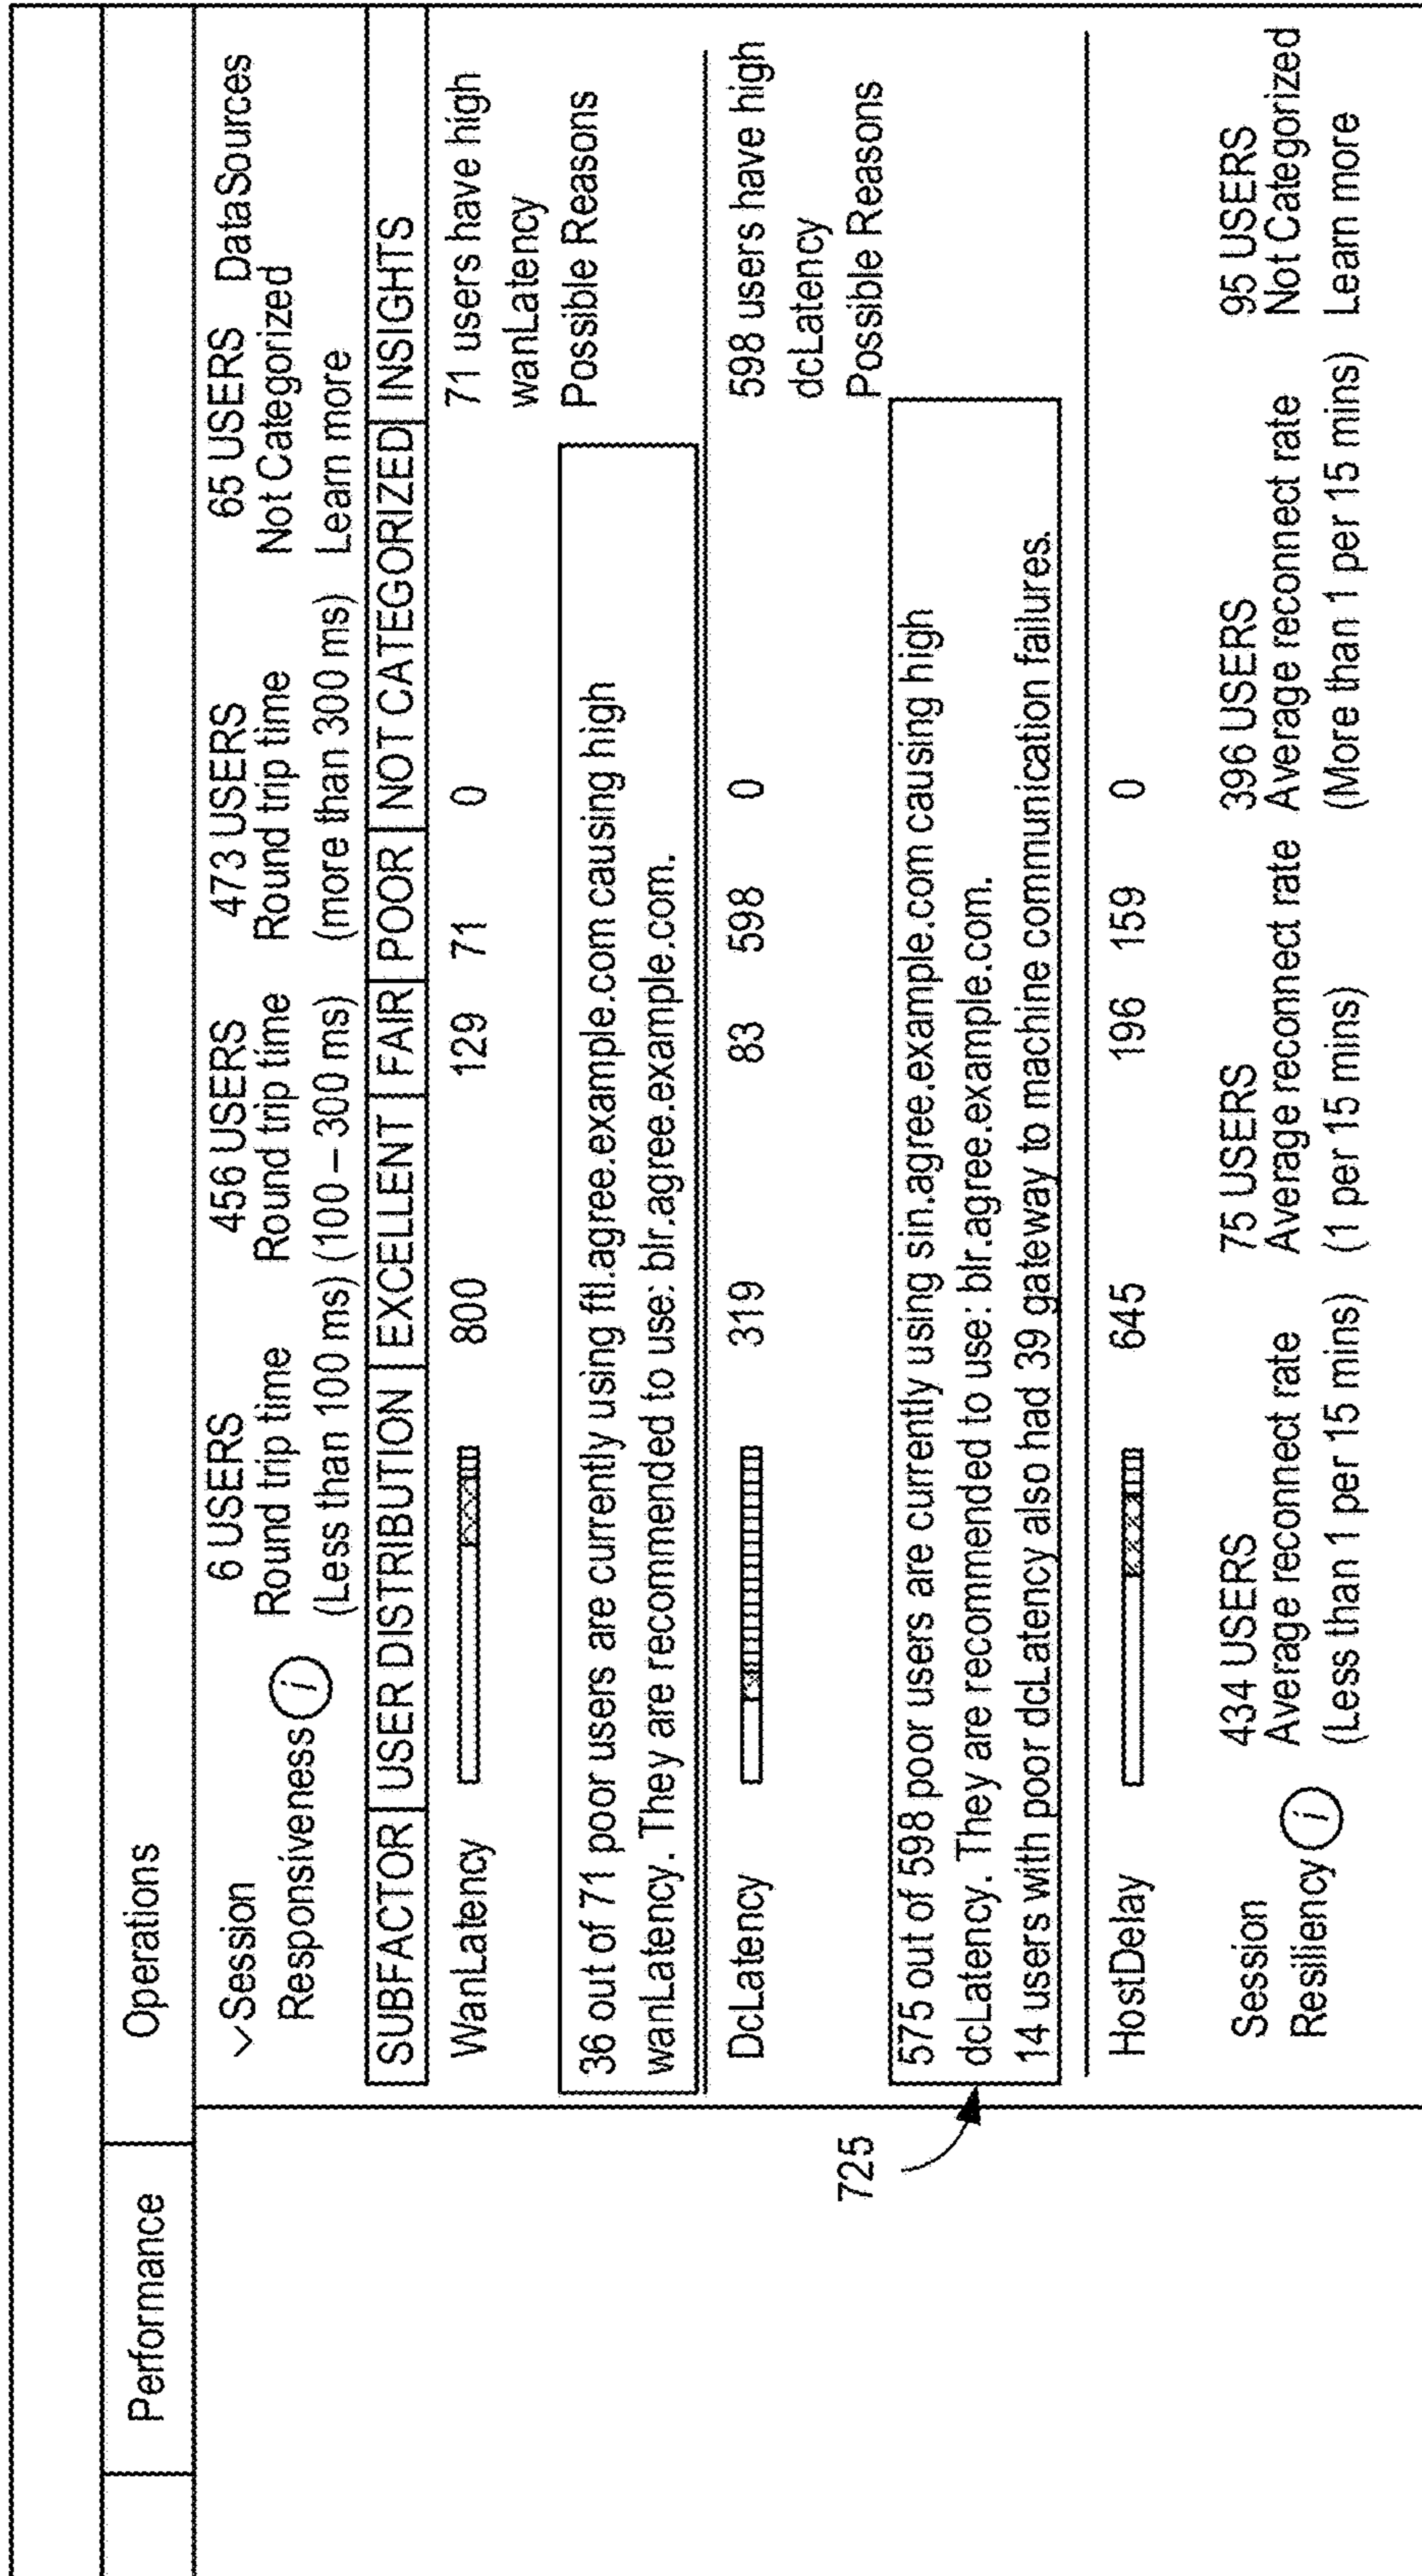 Performance
Operations
Session
Responsiveness i
6 USERS
Round trip time
(Less than 100 ms)
456 USERS
Round trip time
(100 – 300 ms)
473 USERS
Round trip time
(more than 300 ms)
65 USERS
Not Categorized
Learn more
DataSources
SUBFACTOR USER DISTRIBUTION EXCELLENT FAIR POOR NOT CATEGORIZED INSIGHTS
WanLatency 800 129 71 0 71 users have high
wanLatency
Possible Reasons
36 out of 71 poor users are currently using ftl.agree.example.com causing high
wanLatency. They are recommended to use: blr.agree.example.com.
DcLatency 319 83 598 0 598 users have high
dcLatency
Possible Reasons
575 out of 598 poor users are currently using sin.agree.example.com causing high
dcLatency. They are recommended to use: blr.agree.example.com.
14 users with poor dcLatency also had 39 gateway to machine communication failures.
725
HostDelay 645 196 159 0
Session
Resiliency i
434 USERS
Average reconnect rate
(Less than 1 per 15 mins)
75 USERS
Average reconnect rate
(1 per 15 mins)
396 USERS
Average reconnect rate
(More than 1 per 15 mins)
95 USERS
Not Categorized
Learn more